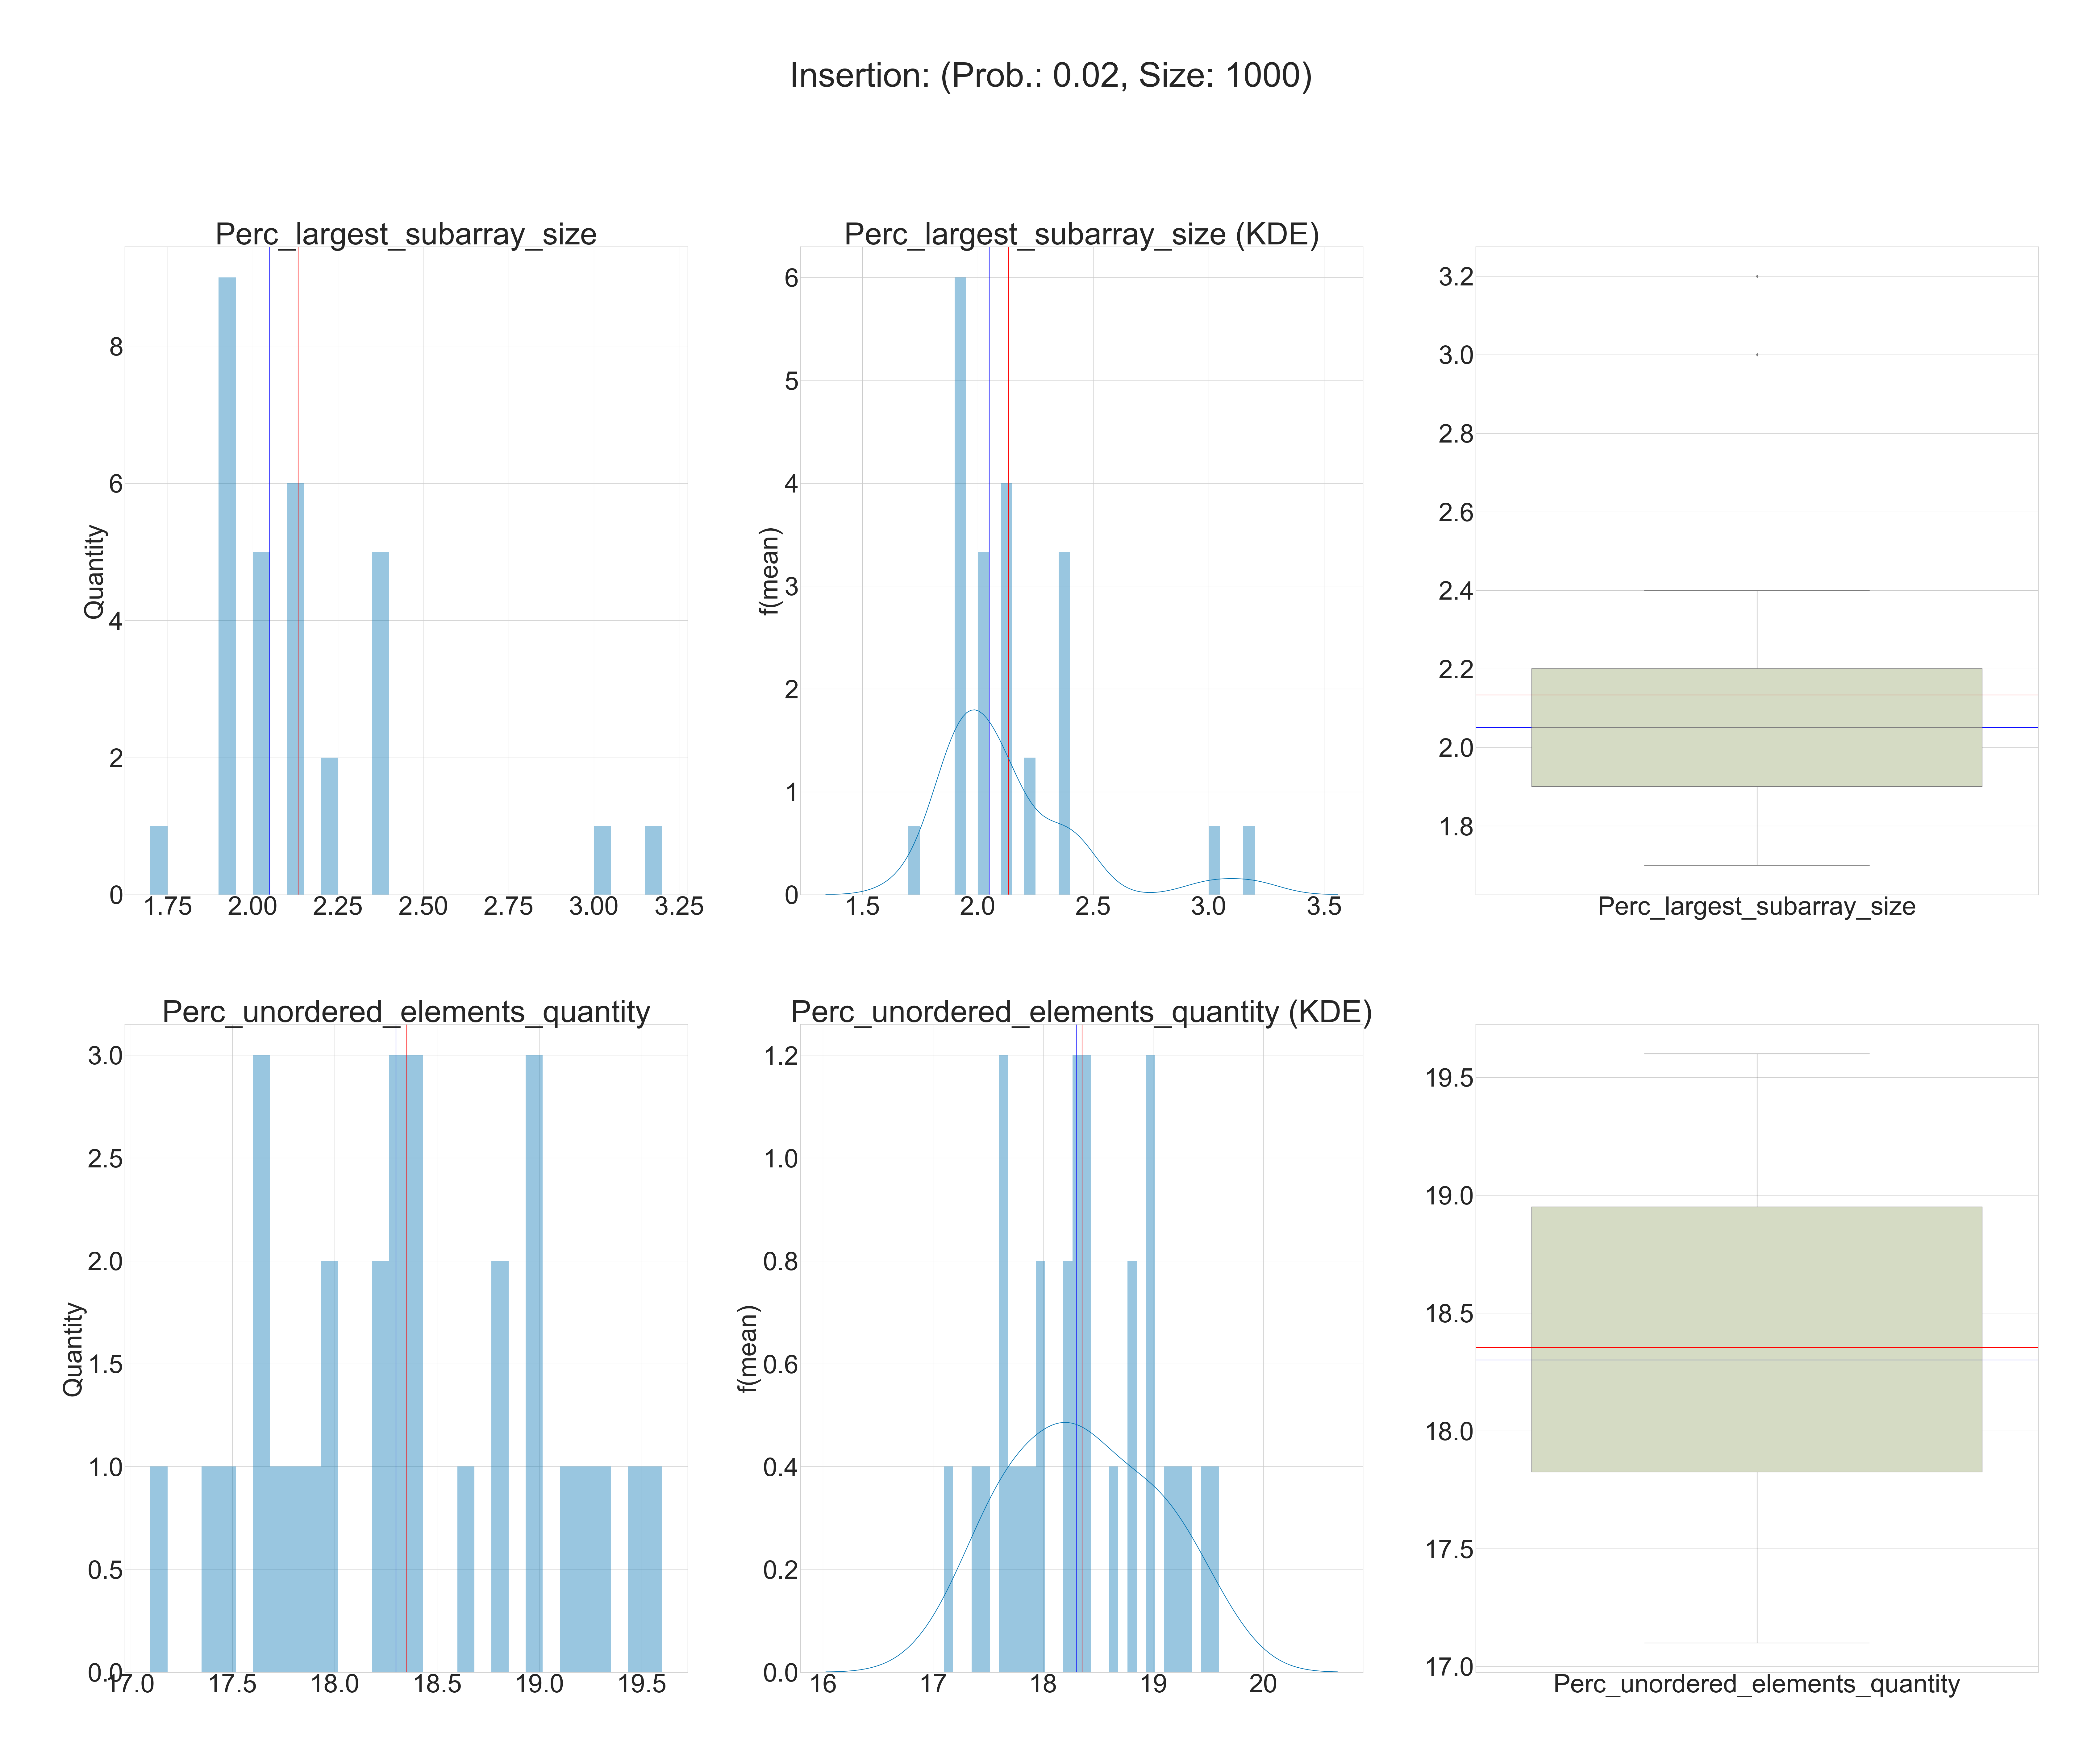 Insertion: (Prob.: 0.02, Size: 1000)
Perc_largest_subarray_size
Quantity
8
6
4
2
0
1.75 2.00 2.25 2.50 2.75 3.00 3.25
Perc_largest_subarray_size (KDE)
f(mean)
6
5
4
3
2
1
0
1.5 2.0 2.5 3.0 3.5
3.2
3.0
2.8
2.6
2.4
2.2
2.0
1.8
Perc_largest_subarray_size
Perc_unordered_elements_quantity
Quantity
3.0
2.5
2.0
1.5
1.0
0.5
0.0
17.0 17.5 18.0 18.5 19.0 19.5
Perc_unordered_elements_quantity (KDE)
f(mean)
1.2
1.0
0.8
0.6
0.4
0.2
0.0
16 17 18 19 20
19.5
19.0
18.5
18.0
17.5
17.0
Perc_unordered_elements_quantity